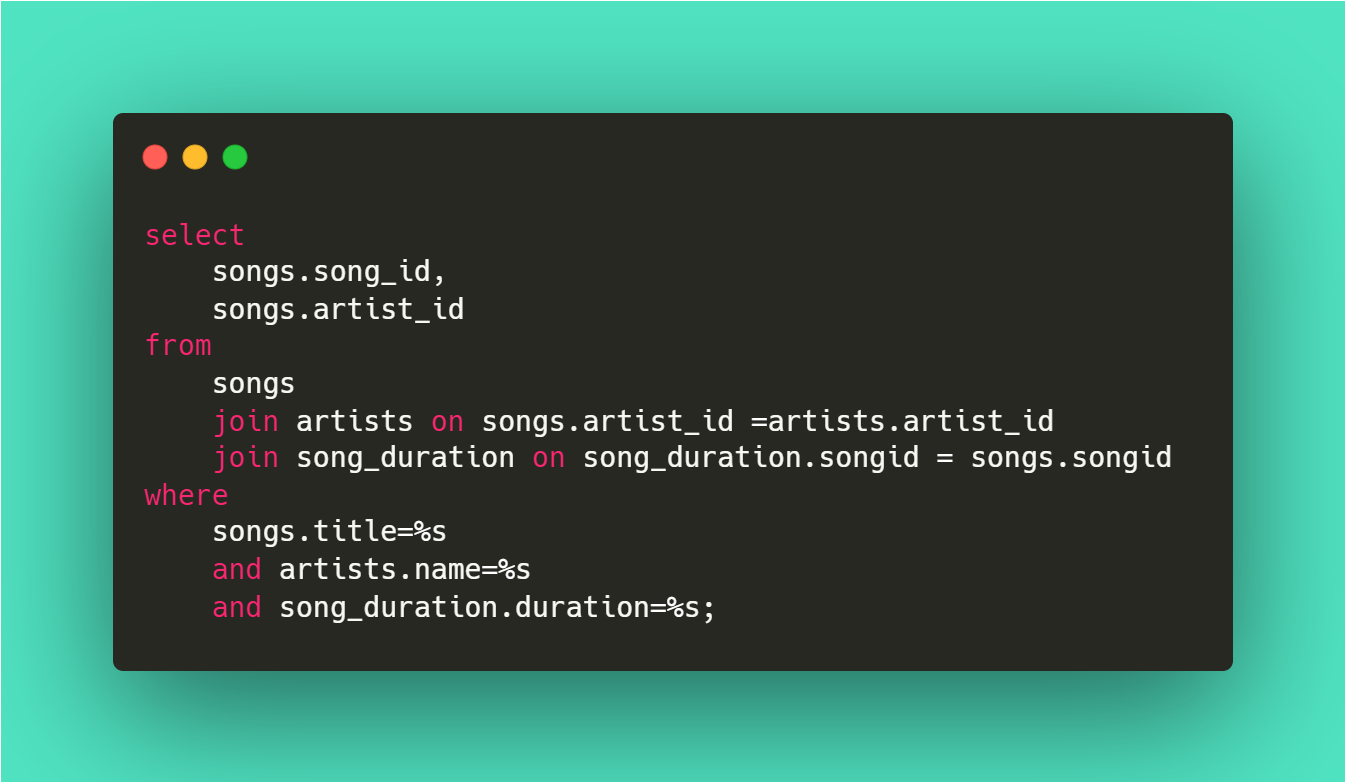 select
    songs.song_id,
    songs.artist_id
from
    songs
    join artists on songs.artist_id =artists.artist_id
    join song_duration on song_duration.songid = songs.songid
where
    songs.title=%s
    and artists.name=%s
    and song_duration.duration=%s;